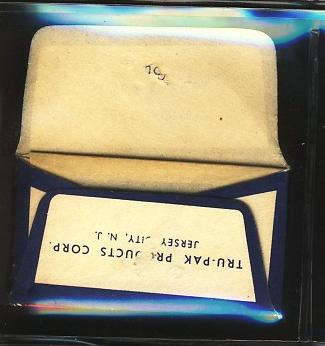 TRU-PAK PRODUCTS CORP.
JERSEY CITY, N. J.